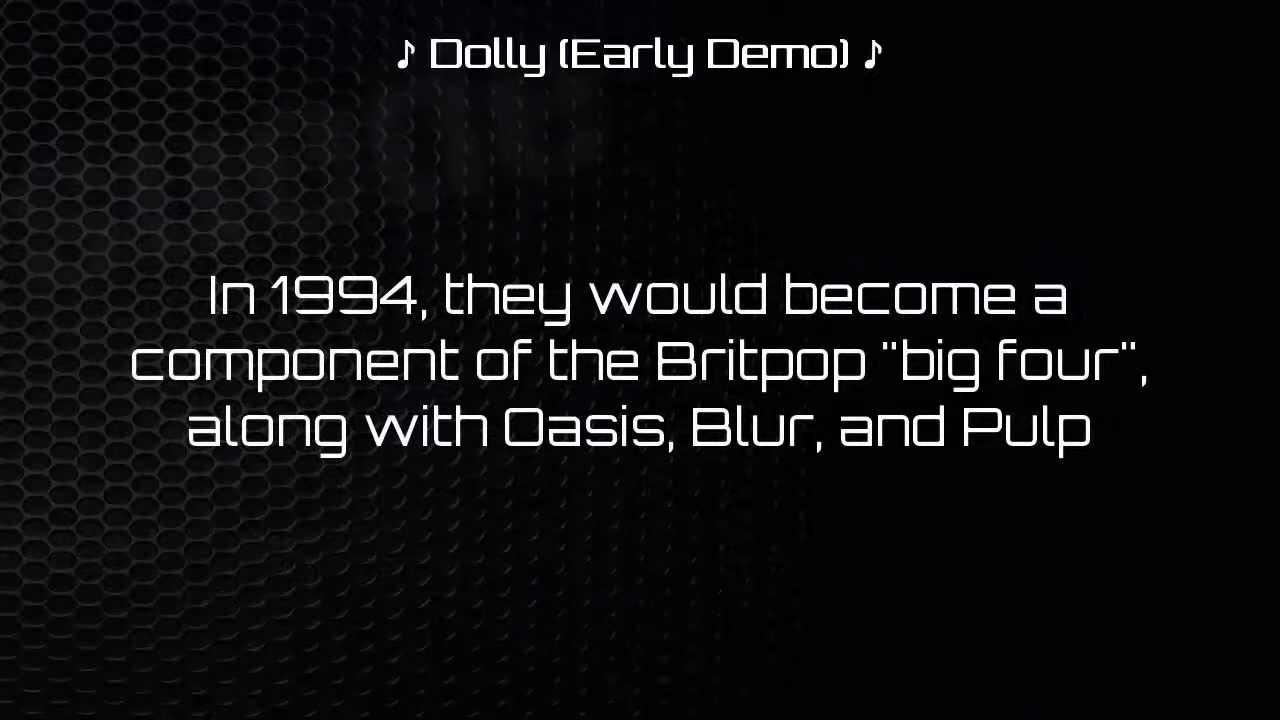 ♪ Dolly (Early Demo) ♪
In 1994, they would become a
component of the Britpop "big four",
along with Oasis, Blur, and Pulp